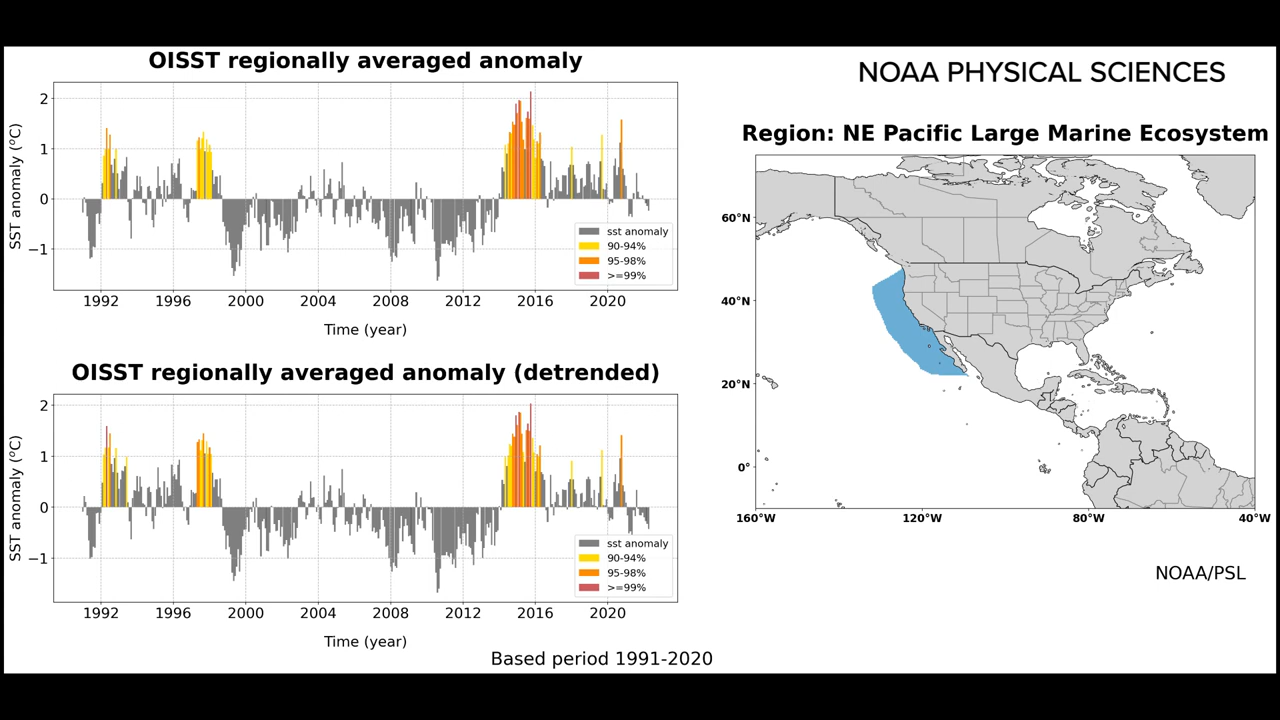 OISST regionally averaged anomaly
SST anomaly (°C)
2
1
0
−1
1992 1996 2000 2004 2008 2012 2016 2020
Time (year)
sst anomaly
90-94%
95-98%
>=99%
OISST regionally averaged anomaly (detrended)
SST anomaly (°C)
2
1
0
−1
1992 1996 2000 2004 2008 2012 2016 2020
Time (year)
sst anomaly
90-94%
95-98%
>=99%
Based period 1991-2020
NOAA PHYSICAL SCIENCES
Region: NE Pacific Large Marine Ecosystem
60°N
40°N
20°N
0°
160°W 120°W 80°W 40°W
NOAA/PSL